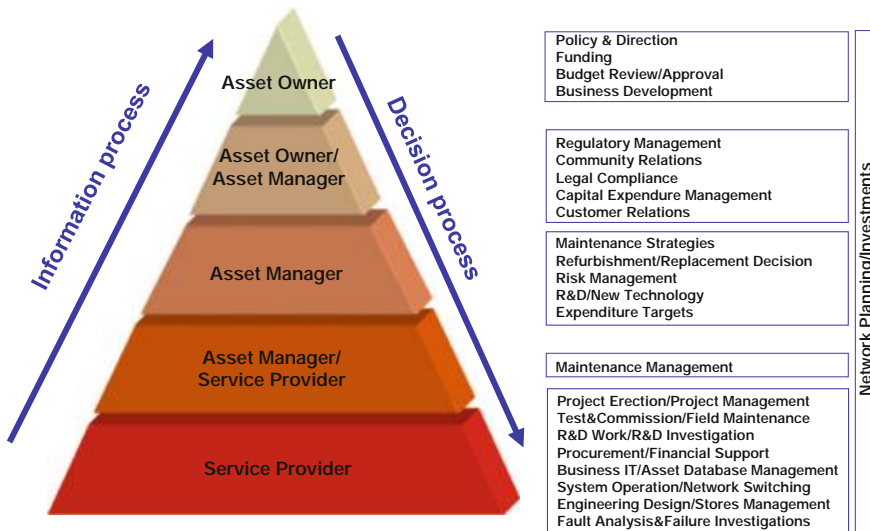 Asset Owner
Asset Owner/
Asset Manager
Asset Manager
Asset Manager/
Service Provider
Service Provider
Information process
Decision process
Policy & Direction
Funding
Budget Review/Approval
Business Development
Regulatory Management
Community Relations
Legal Compliance
Capital Expendure Management
Customer Relations
Maintenance Strategies
Refurbishment/Replacement Decision
Risk Management
R&D/New Technology
Expenditure Targets
Maintenance Management
Project Erection/Project Management
Test&Commission/Field Maintenance
R&D Work/R&D Investigation
Procurement/Financial Support
Business IT/Asset Database Management
System Operation/Network Switching
Engineering Design/Stores Management
Fault Analysis&Failure Investigations
Network Planning/Investments